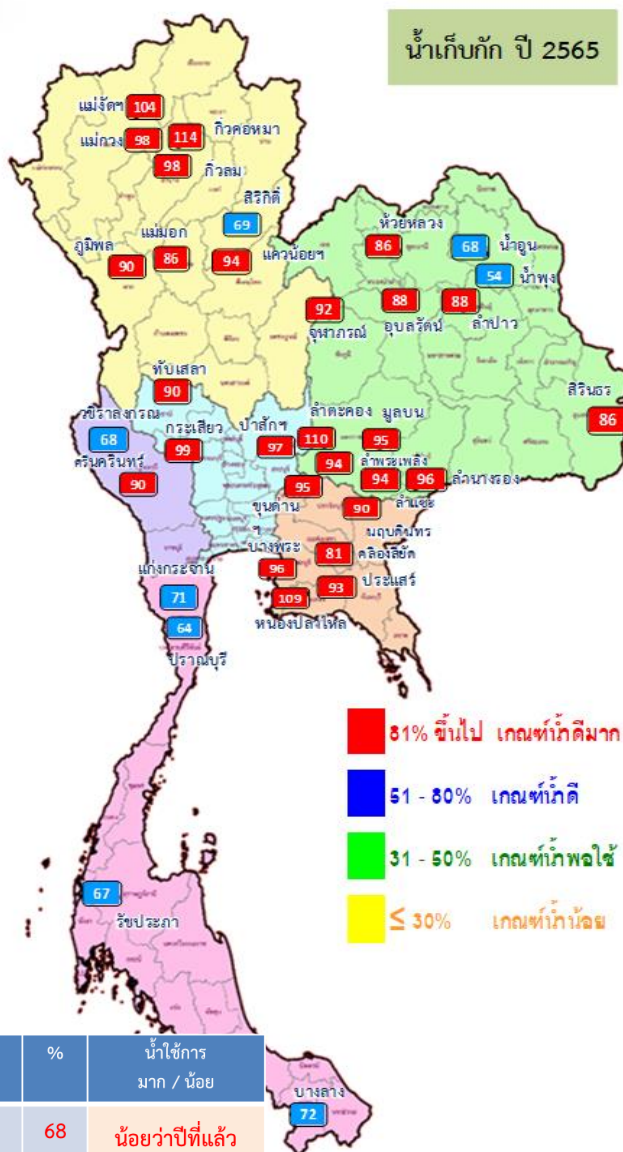 น้ำเก็บกัก ปี 2565
แม่งัดฯ 104
แม่กวง 98
114 กิ่วคอหมา
98 กิ่วลม
สิริกิติ์
69
ภูมิพล
90
แม่มอก
86
94 แควน้อยฯ
ห้วยหลวง
86
68 น้ำอูน
54 น้ำพุง
92
จุฬาภรณ์
88
อุบลรัตน์
88
ลำปาว
สิรินธร
86
ทับเสลา
90
วชิราลงกรณ
68
กระเสียว
99
ป่าสักฯ
97
ลำตะคอง
110
มูลบน
95
ศรีนครินทร์
90
94 ลำพระเพลิง
94
ลำแชะ
96 ลำนางรอง
95
ขุนด่าน
ฯ
90
นฤบดินทร
บางพระ
96
81 คลองสียัด
93 ประแสร์
109
หนองปลาไหล
แก่งกระจาน
71
64
ปราณบุรี
81% ขึ้นไป เกณฑ์น้ำดีมาก
51 - 80% เกณฑ์น้ำดี
31 - 50% เกณฑ์น้ำพอใช้
≤ 30% เกณฑ์น้ำน้อย
67
รัชประภา
% น้ำใช้การ
มาก / น้อย
68 น้อยว่าปีที่แล้ว
บางลาง
72